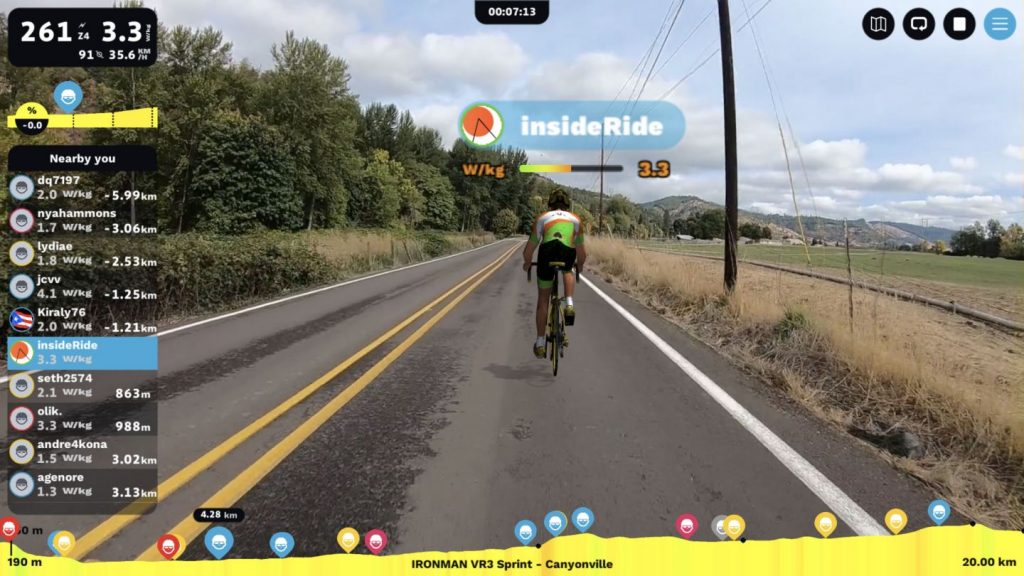 261 Z4 3.3 W/kg
91 35.6 KM/H
00:07:13
%
-0.0
insideRide
W/kg 3.3
Nearby you
dq7197
2.0 W/kg -5.99km
nyahammons
1.7 W/kg -3.06km
lydiae
1.8 W/kg -2.53km
jcvv
4.1 W/kg -1.25km
Kiraly76
2.0 W/kg -1.21km
insideRide
3.3 W/kg
seth2574
2.1 W/kg 863m
olik.
3.3 W/kg 988m
andre4kona
1.5 W/kg 3.02km
agenore
1.3 W/kg 3.13km
4.28 km
0 m
190 m
IRONMAN VR3 Sprint - Canyonville
20.00 km